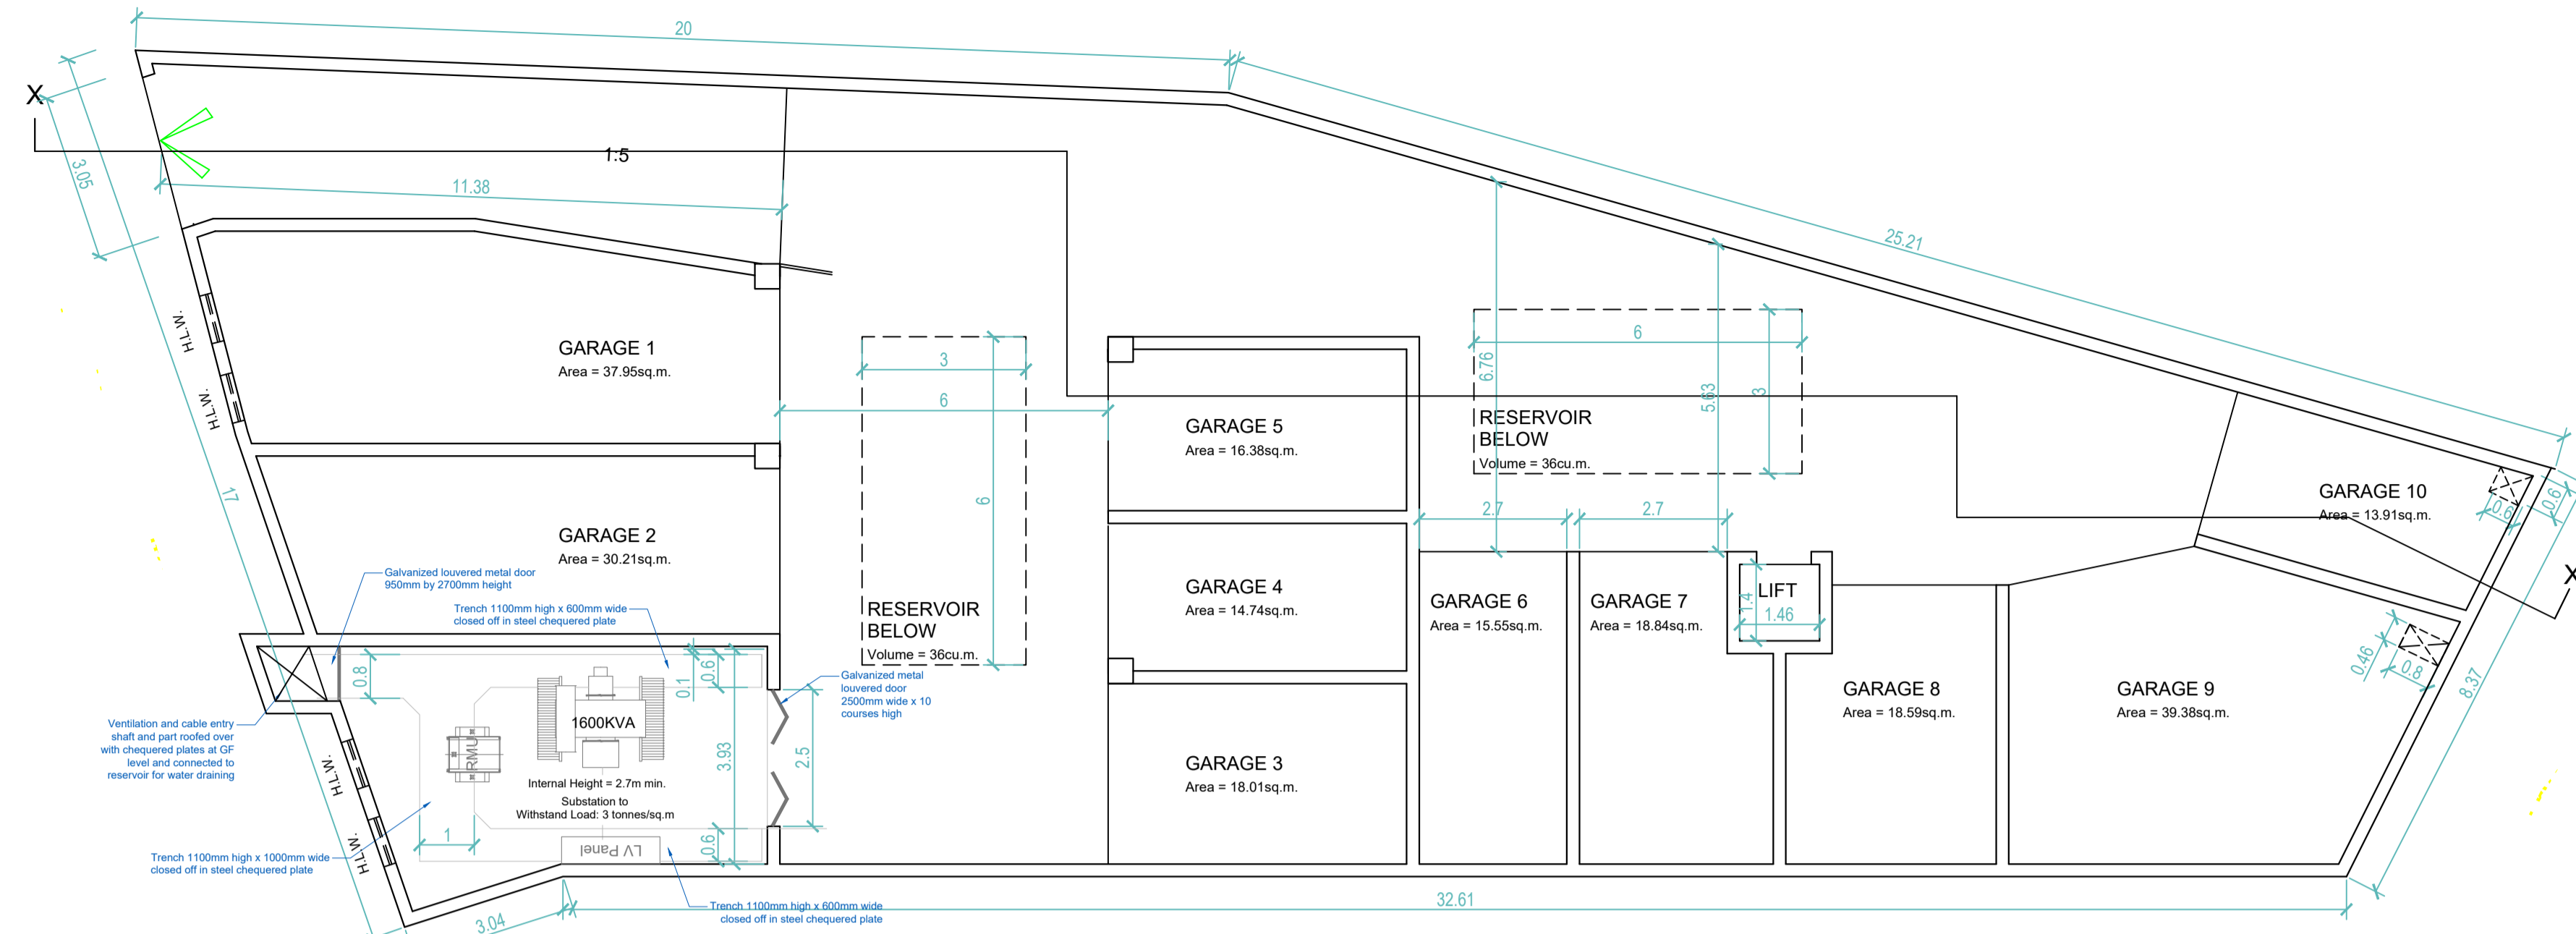 20
X
3.05
1:5
11.38
25.21
H.L.W.
H.L.W.
17
GARAGE 1
Area = 37.95sq.m.
3
6
6
GARAGE 5
Area = 16.38sq.m.
6
6.76
5.63
3
RESERVOIR
BELOW
Volume = 36cu.m.
GARAGE 10
Area = 13.91sq.m.
0.6
0.6
GARAGE 2
Area = 30.21sq.m.
2.7
2.7
X
Galvanized louvered metal door
950mm by 2700mm height
Trench 1100mm high x 600mm wide
closed off in steel chequered plate
RESERVOIR
BELOW
Volume = 36cu.m.
GARAGE 4
Area = 14.74sq.m.
GARAGE 6
Area = 15.55sq.m.
GARAGE 7
Area = 18.84sq.m.
LIFT
1.4
1.46
0.46
0.8
8.37
0.8
0.1
0.6
Galvanized metal
louvered door
2500mm wide x 10
courses high
GARAGE 8
Area = 18.59sq.m.
GARAGE 9
Area = 39.38sq.m.
Ventilation and cable entry
shaft and part roofed over
with chequered plates at GF
level and connected to
reservoir for water draining
1600KVA
RMU
3.93
2.5
Internal Height = 2.7m min.
Substation to
Withstand Load: 3 tonnes/sq.m
GARAGE 3
Area = 18.01sq.m.
H.L.W.
H.L.W.
1
0.6
LV Panel
Trench 1100mm high x 1000mm wide
closed off in steel chequered plate
Trench 1100mm high x 600mm wide
closed off in steel chequered plate
3.04
32.61